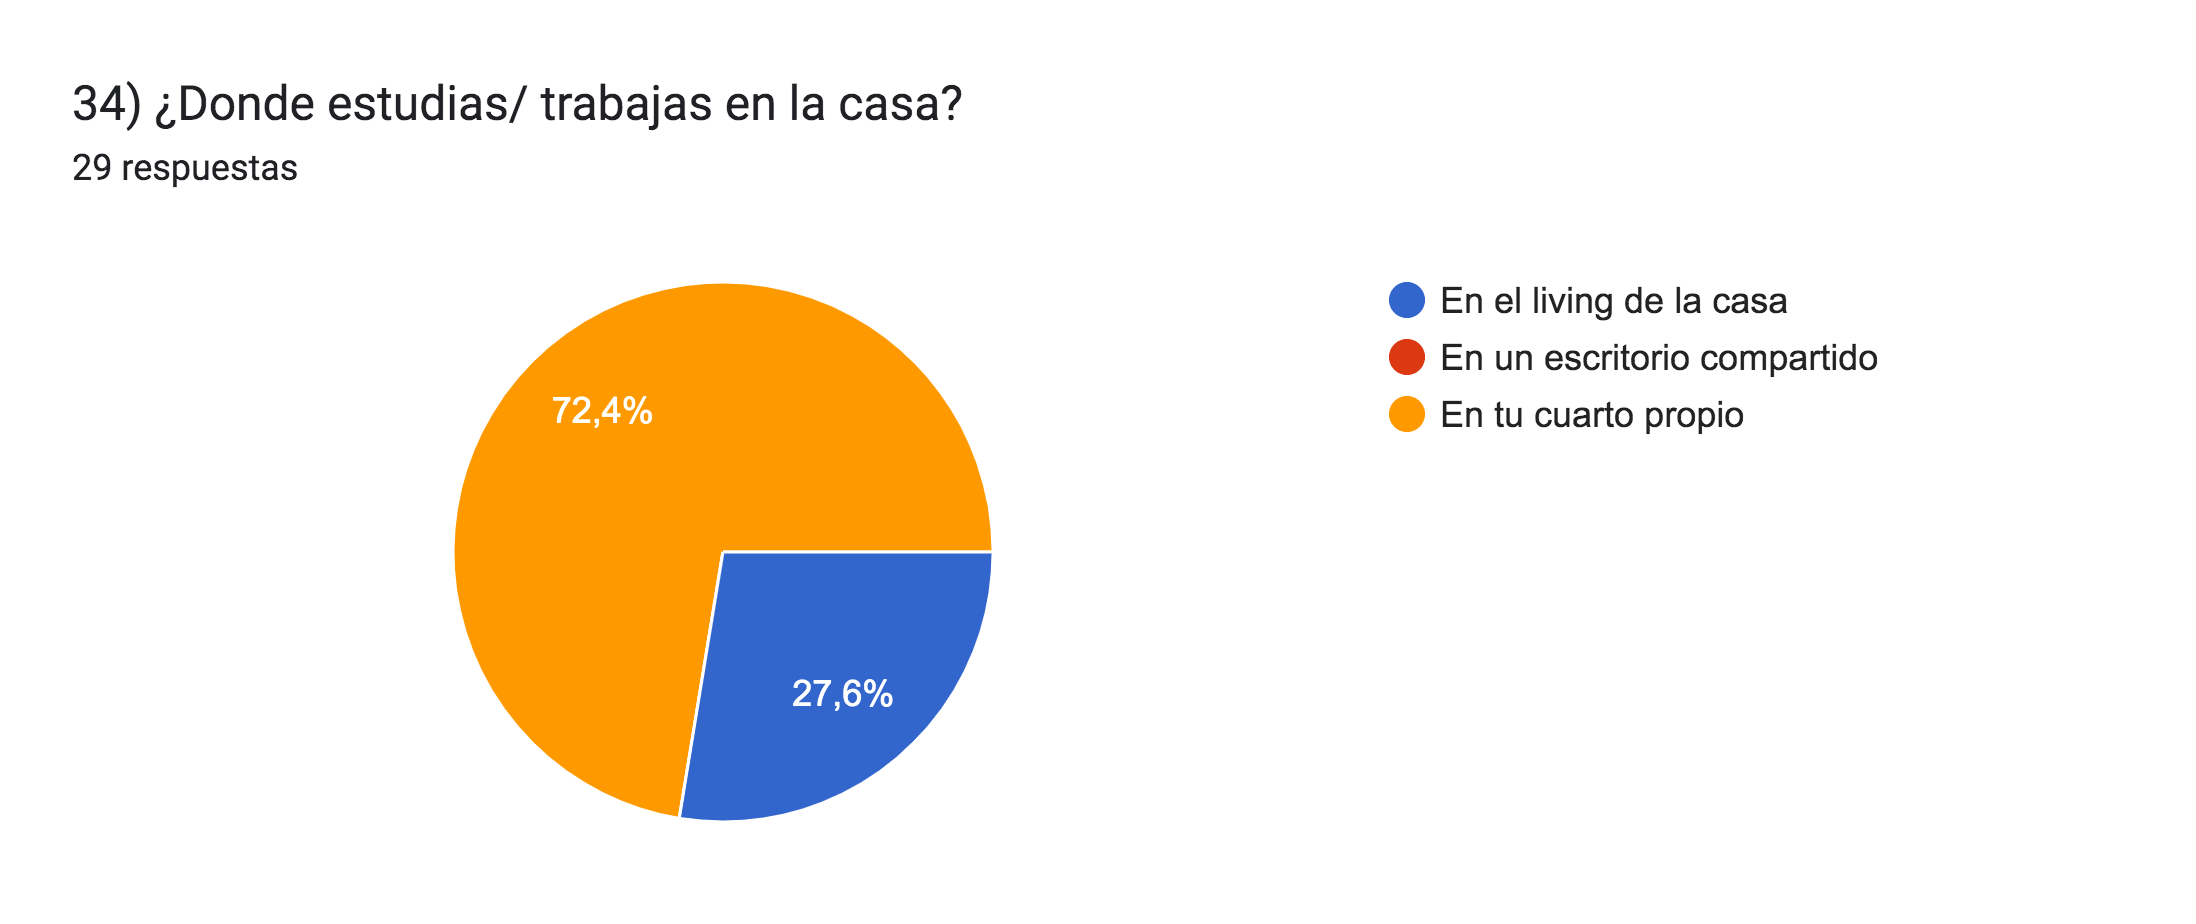 34) ¿Donde estudias/ trabajas en la casa?
29 respuestas
En el living de la casa
En un escritorio compartido
En tu cuarto propio
72,4%
27,6%